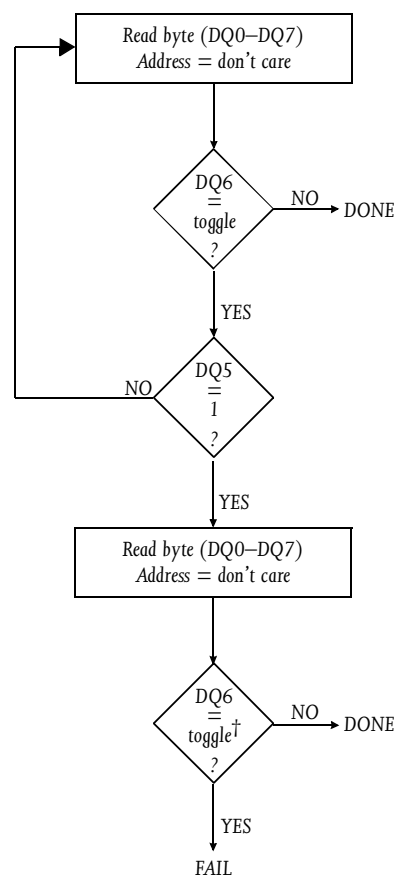 Read byte (DQ0–DQ7)
Address = don't care
DQ6
=
toggle
?
NO
DONE
YES
DQ5
=
1
?
NO
YES
Read byte (DQ0–DQ7)
Address = don't care
DQ6
=
toggle†
?
NO
DONE
YES
FAIL